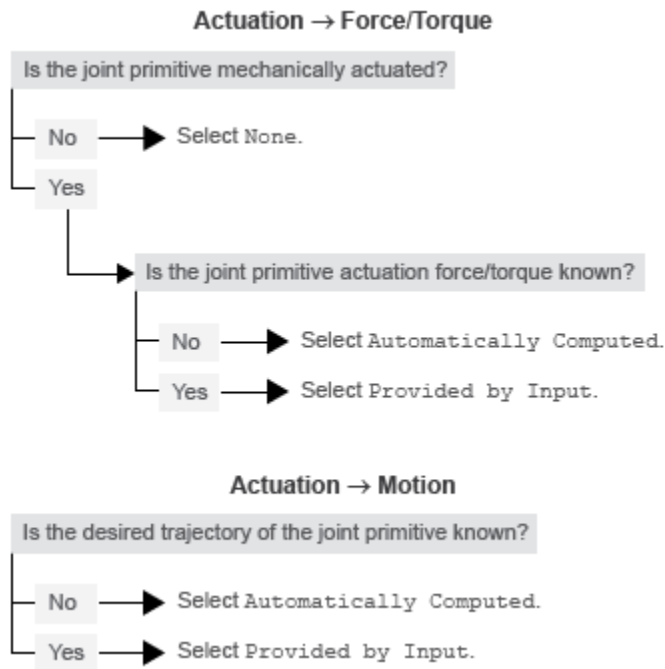 Actuation → Force/Torque
Is the joint primitive mechanically actuated?
No Select None.
Yes
Is the joint primitive actuation force/torque known?
No Select Automatically Computed.
Yes Select Provided by Input.
Actuation → Motion
Is the desired trajectory of the joint primitive known?
No Select Automatically Computed.
Yes Select Provided by Input.